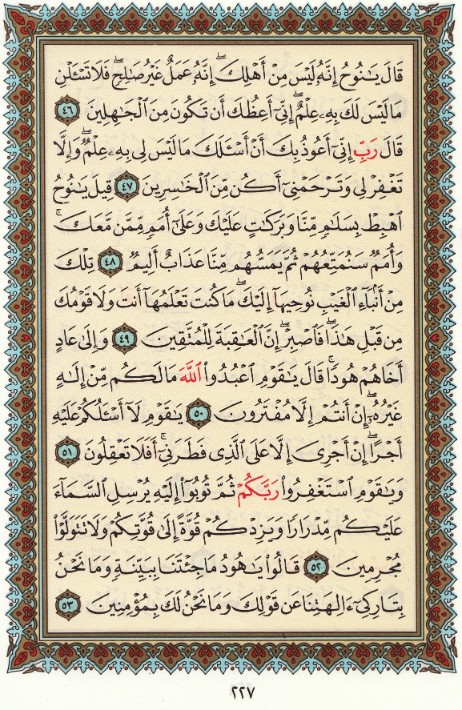 قَالَ يَٰنُوحُ إِنَّهُۥ لَيْسَ مِنْ أَهْلِكَ ۖ إِنَّهُۥ عَمَلٌ غَيْرُ صَٰلِحٍ ۖ فَلَا تَسْـَٔلْنِ
مَا لَيْسَ لَكَ بِهِۦ عِلْمٌ ۖ إِنِّىٓ أَعِظُكَ أَن تَكُونَ مِنَ ٱلْجَٰهِلِينَ ٤٦
قَالَ رَبِّ إِنِّىٓ أَعُوذُ بِكَ أَنْ أَسْـَٔلَكَ مَا لَيْسَ لِى بِهِۦ عِلْمٌ ۖ وَإِلَّا
تَغْفِرْ لِى وَتَرْحَمْنِىٓ أَكُن مِّنَ ٱلْخَٰسِرِينَ ٤٧ قِيلَ يَٰنُوحُ
ٱهْبِطْ بِسَلَٰمٍ مِّنَّا وَبَرَكَٰتٍ عَلَيْكَ وَعَلَىٰٓ أُمَمٍ مِّمَّن مَّعَكَ ۚ
وَأُمَمٌ سَنُمَتِّعُهُمْ ثُمَّ يَمَسُّهُم مِّنَّا عَذَابٌ أَلِيمٌ ٤٨ تِلْكَ
مِنْ أَنۢبَآءِ ٱلْغَيْبِ نُوحِيهَآ إِلَيْكَ ۖ مَا كُنتَ تَعْلَمُهَآ أَنتَ وَلَا قَوْمُكَ
مِن قَبْلِ هَٰذَا ۖ فَٱصْبِرْ ۖ إِنَّ ٱلْعَٰقِبَةَ لِلْمُتَّقِينَ ٤٩ وَإِلَىٰ عَادٍ
أَخَاهُمْ هُودًا ۚ قَالَ يَٰقَوْمِ ٱعْبُدُوا۟ ٱللَّهَ مَا لَكُم مِّنْ إِلَٰهٍ
غَيْرُهُۥٓ ۖ إِنْ أَنتُمْ إِلَّا مُفْتَرُونَ ٥٠ يَٰقَوْمِ لَآ أَسْـَٔلُكُمْ عَلَيْهِ
أَجْرًا ۖ إِنْ أَجْرِىَ إِلَّا عَلَى ٱلَّذِى فَطَرَنِىٓ ۚ أَفَلَا تَعْقِلُونَ ٥١
وَيَٰقَوْمِ ٱسْتَغْفِرُوا۟ رَبَّكُمْ ثُمَّ تُوبُوٓا۟ إِلَيْهِ يُرْسِلِ ٱلسَّمَآءَ
عَلَيْكُم مِّدْرَارًا وَيَزِدْكُمْ قُوَّةً إِلَىٰ قُوَّتِكُمْ وَلَا تَتَوَلَّوْا۟
مُجْرِمِينَ ٥٢ قَالُوا۟ يَٰهُودُ مَا جِئْتَنَا بِبَيِّنَةٍ وَمَا نَحْنُ
بِتَارِكِىٓ ءَالِهَتِنَا عَن قَوْلِكَ وَمَا نَحْنُ لَكَ بِمُؤْمِنِينَ ٥٣
٢٢٧